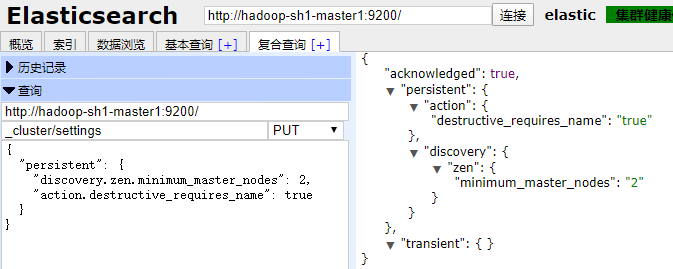 Elasticsearch http://hadoop-sh1-master1:9200/ 连接 elastic 集群健康
概览 索引 数据浏览 基本查询 [+] 复合查询 [+]
历史记录
查询
http://hadoop-sh1-master1:9200/
_cluster/settings PUT
{
"persistent": {
"discovery.zen.minimum_master_nodes": 2,
"action.destructive_requires_name": true
}
}
{
"acknowledged": true,
"persistent": {
"action": {
"destructive_requires_name": "true"
},
"discovery": {
"zen": {
"minimum_master_nodes": "2"
}
}
},
"transient": { }
}